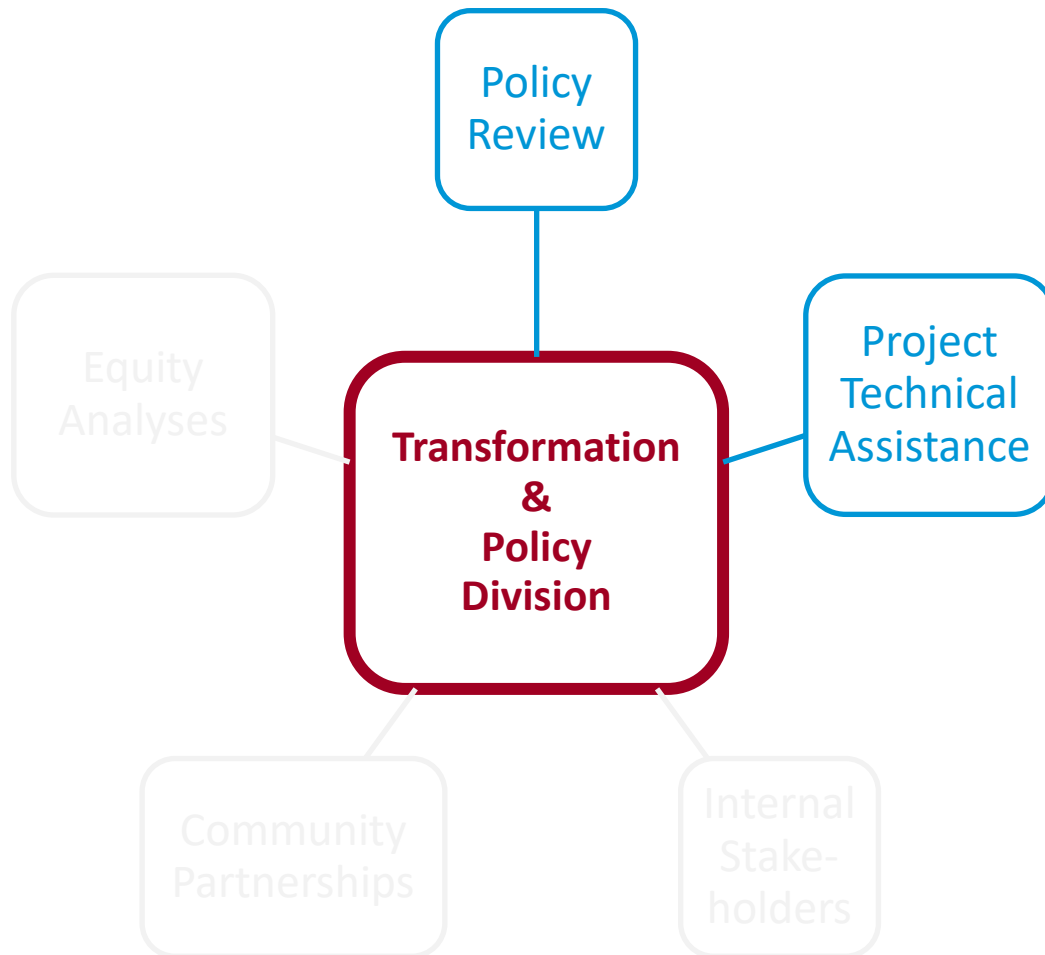 Policy
Review
Equity
Analyses
Project
Technical
Assistance
Transformation
&
Policy
Division
Community
Partnerships
Internal
Stake-
holders